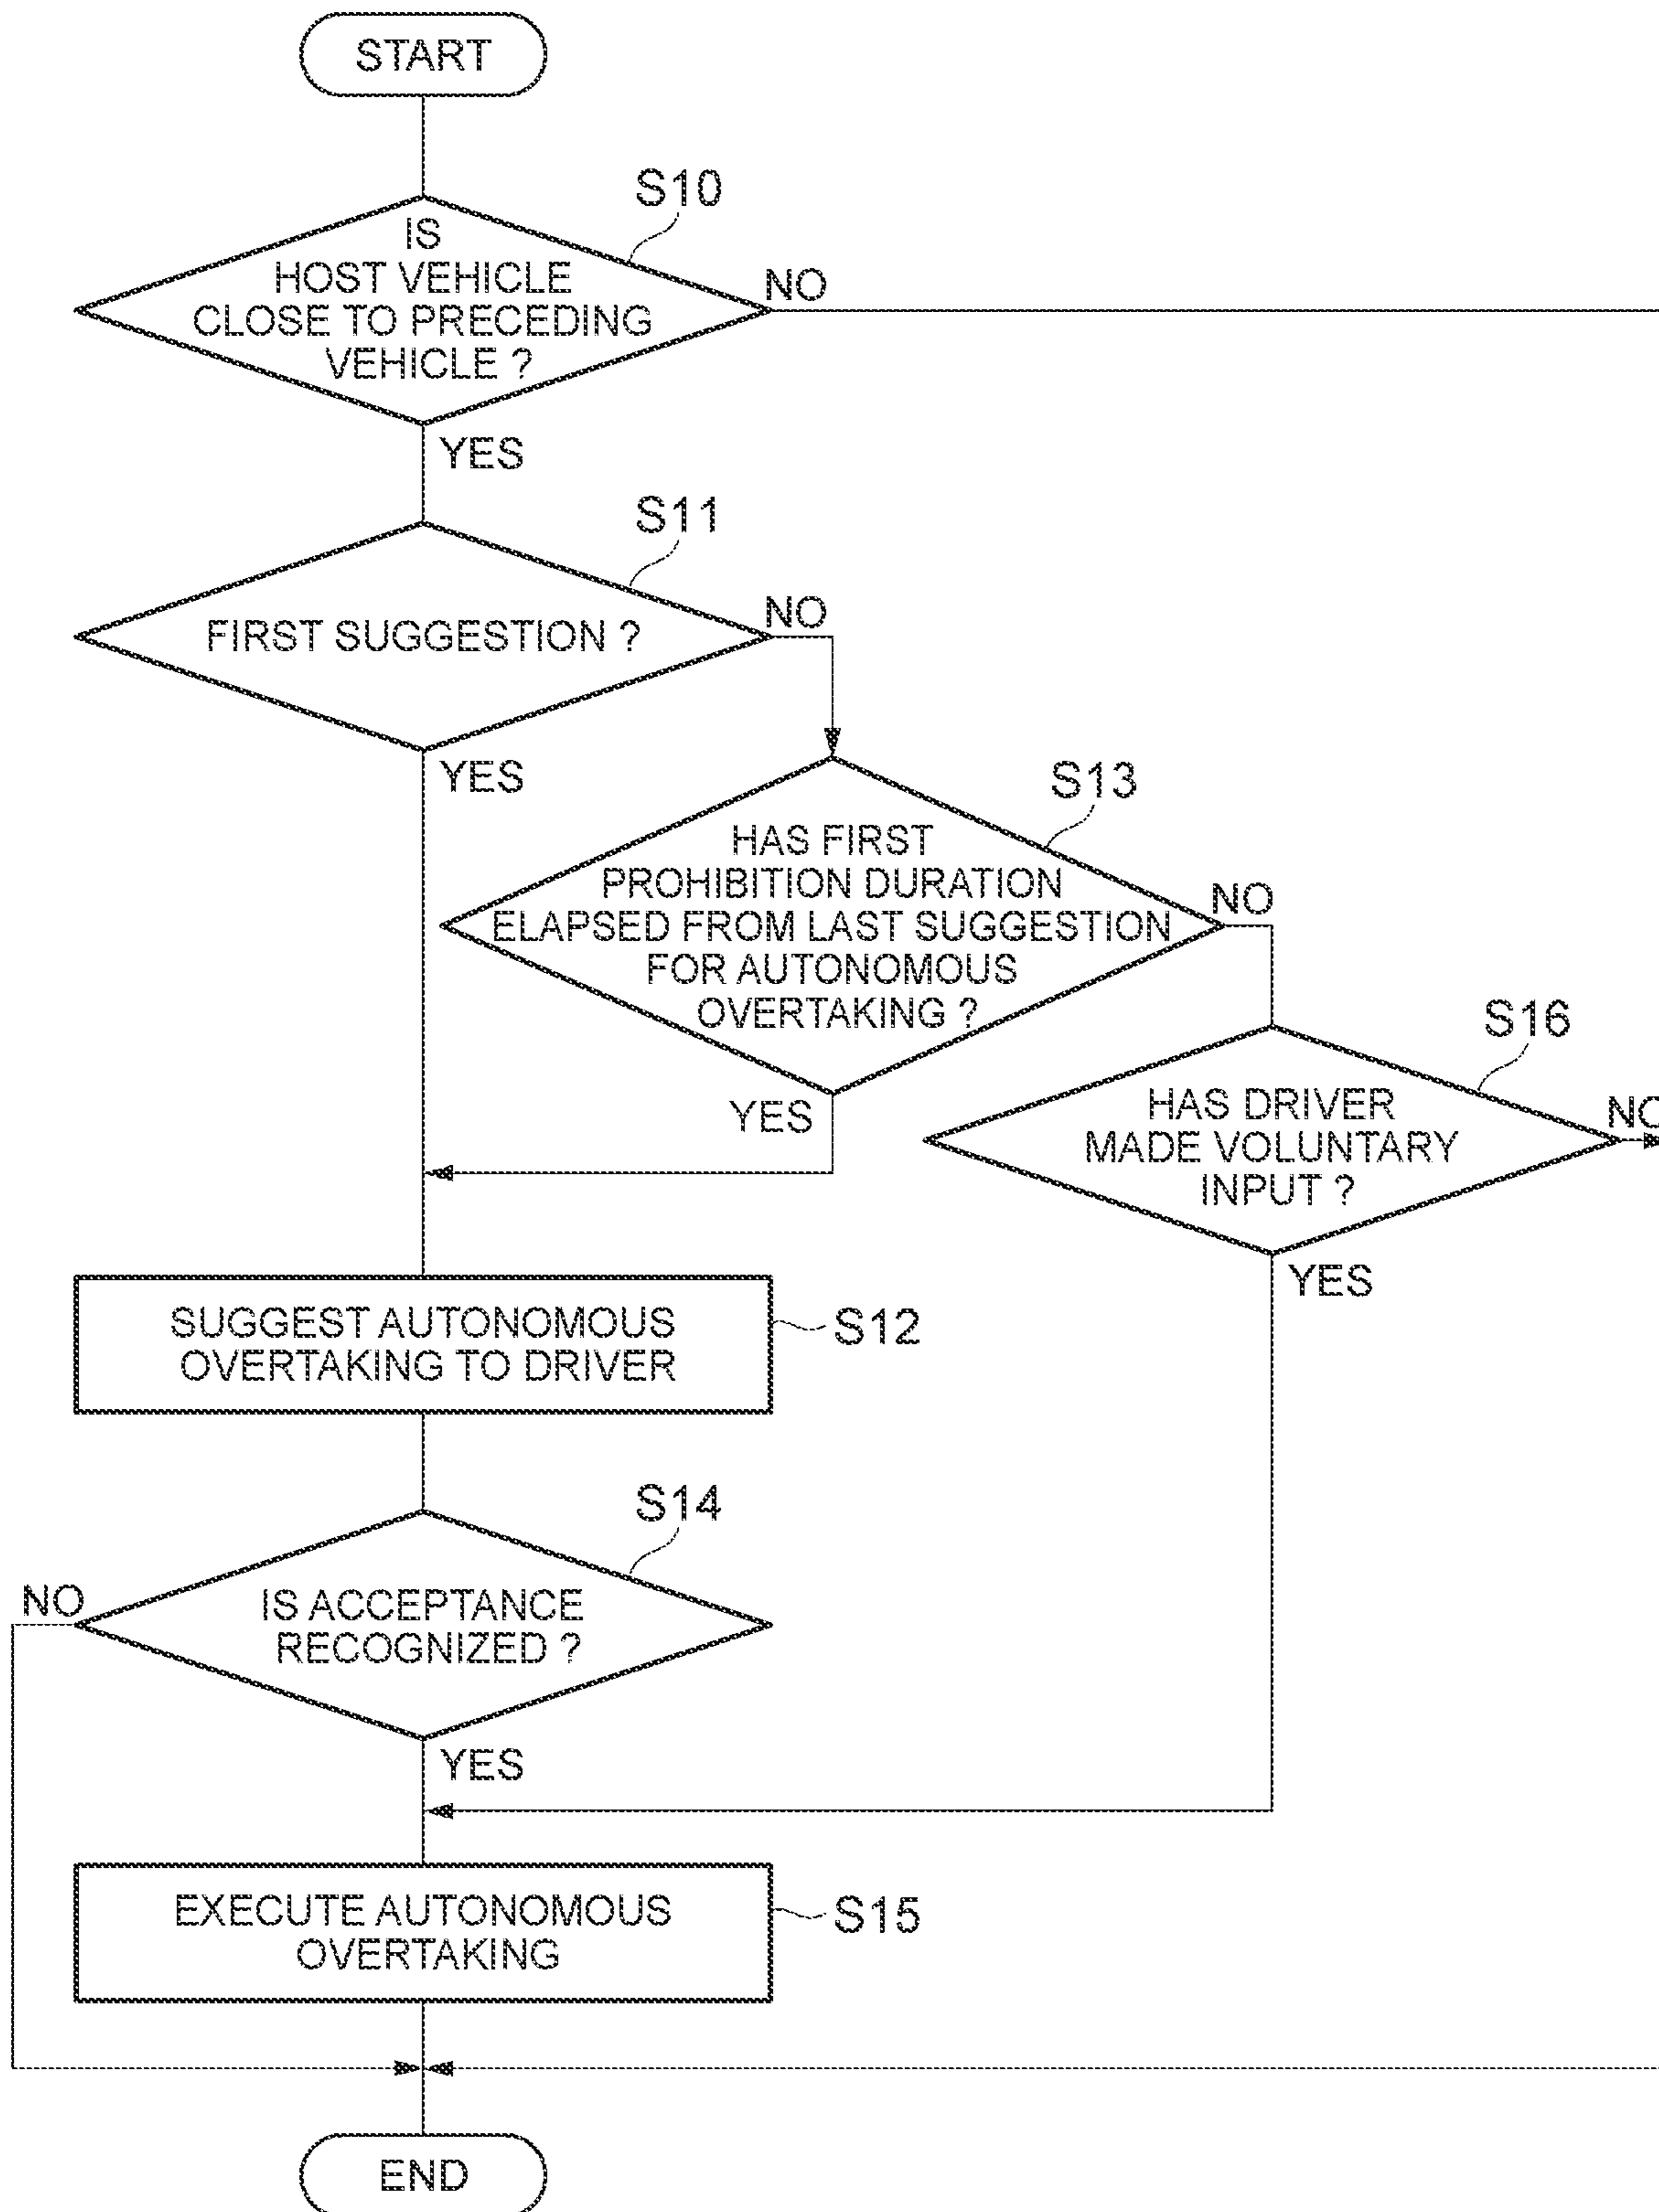 START
S10
IS
HOST VEHICLE
CLOSE TO PRECEDING
VEHICLE ?
NO
YES
S11
FIRST SUGGESTION ?
NO
YES
S13
HAS FIRST
PROHIBITION DURATION
ELAPSED FROM LAST SUGGESTION
FOR AUTONOMOUS
OVERTAKING ?
NO
YES
S16
HAS DRIVER
MADE VOLUNTARY
INPUT ?
NO
YES
SUGGEST AUTONOMOUS
OVERTAKING TO DRIVER
S12
S14
IS ACCEPTANCE
RECOGNIZED ?
NO
YES
EXECUTE AUTONOMOUS
OVERTAKING
S15
END